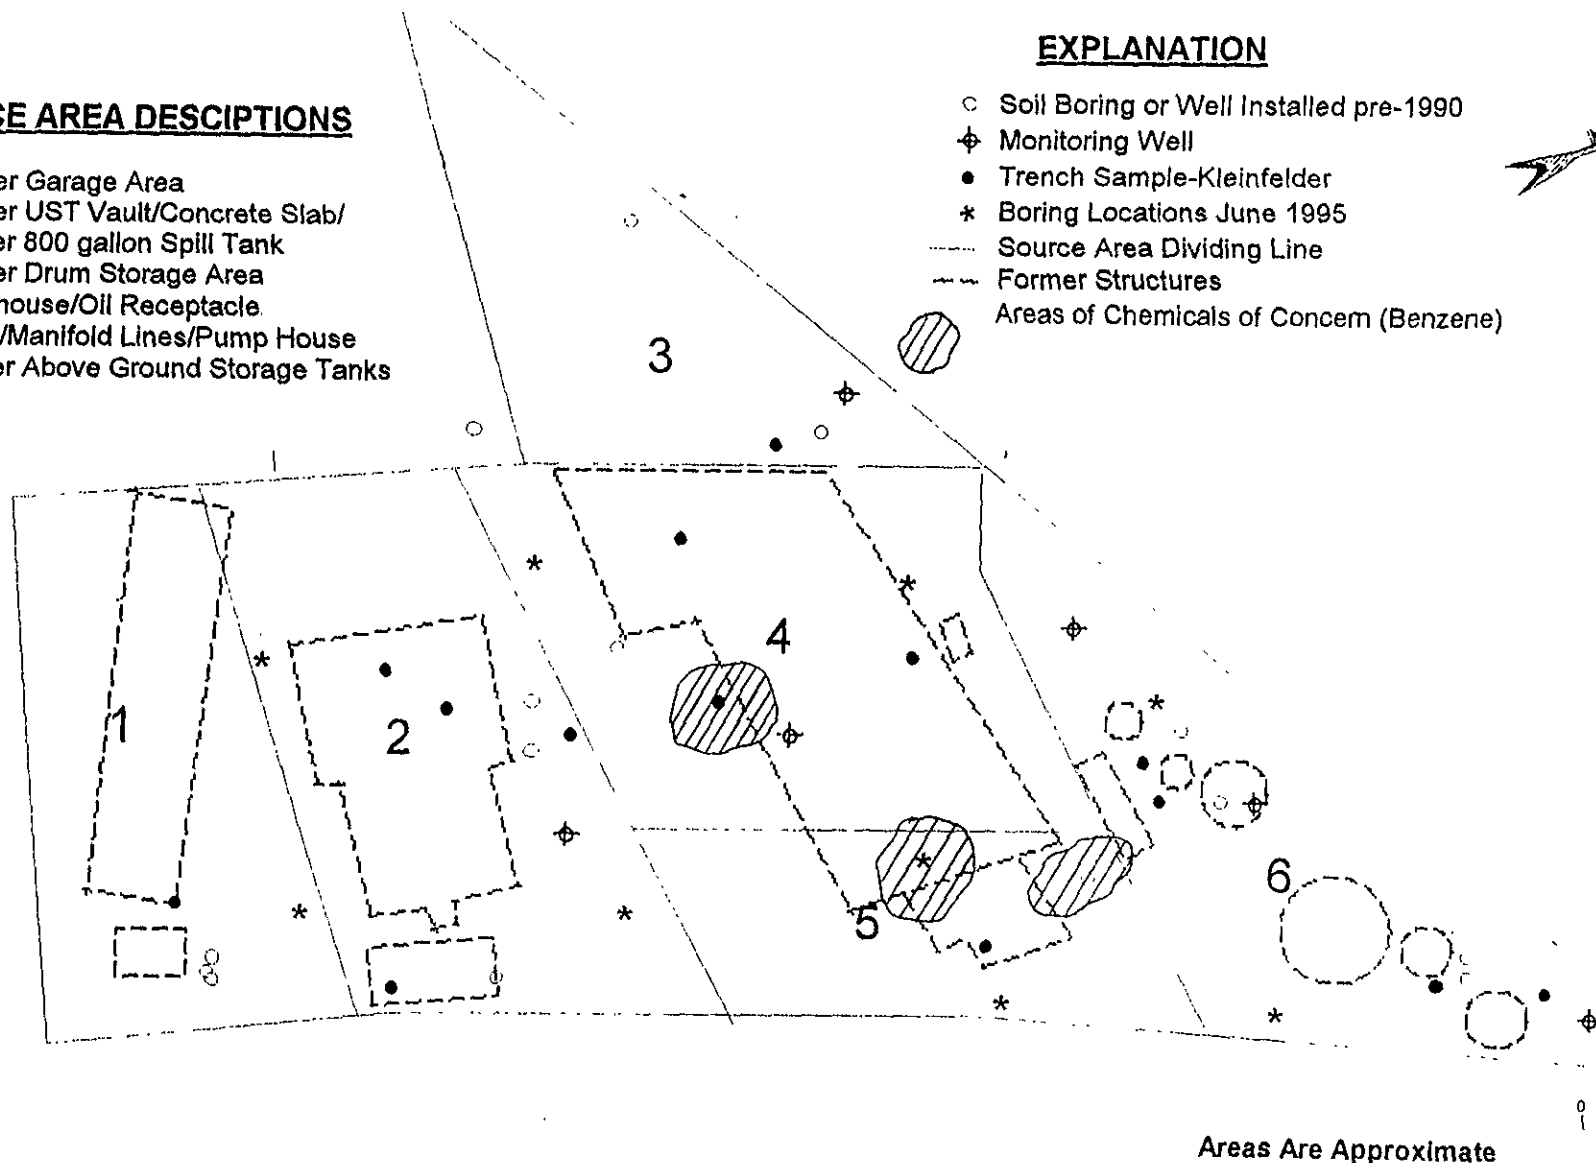 CE AREA DESCIPTIONS
er Garage Area
er UST Vault/Concrete Slab/
er 800 gallon Spill Tank
er Drum Storage Area
house/Oil Receptacle
/Manifold Lines/Pump House
er Above Ground Storage Tanks
EXPLANATION
Soil Boring or Well Installed pre-1990
Monitoring Well
Trench Sample-Kleinfelder
Boring Locations June 1995
Source Area Dividing Line
Former Structures
Areas of Chemicals of Concern (Benzene)
3
4
1
2
6
5
Areas Are Approximate